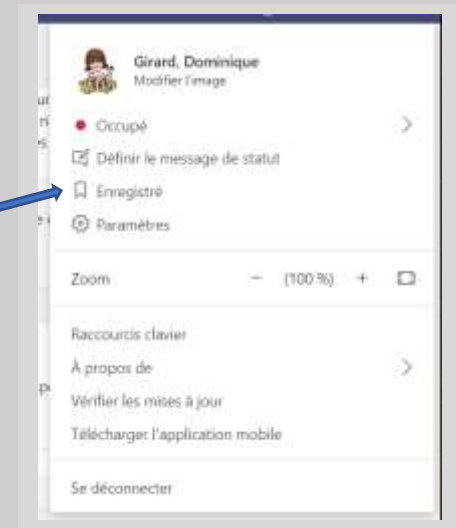 Girard, Dominique
Modifier l'image
Occupé
Définir le message de statut
Enregistré
Paramètres
Zoom − (100 %) +
Raccourcis clavier
À propos de
Vérifier les mises à jour
Télécharger l'application mobile
Se déconnecter